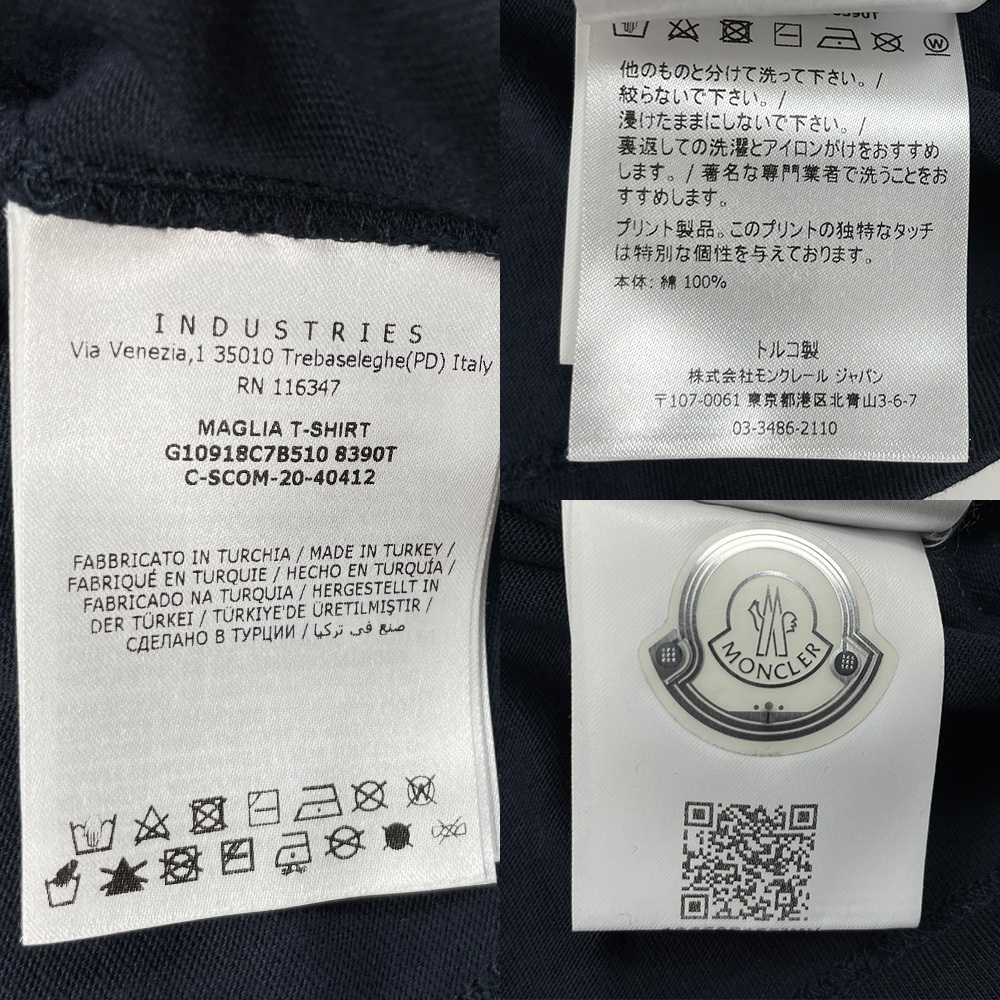 INDUSTRIES
Via Venezia,1 35010 Trebaseleghe(PD) Italy
RN 116347
MAGLIA T-SHIRT
G10918C7B510 8390T
C-SCOM-20-40412
FABBRICATO IN TURCHIA / MADE IN TURKEY /
FABRIQUÉ EN TURQUIE / HECHO EN TURQUÍA /
FABRICADO NA TURQUIA / HERGESTELLT IN
DER TÜRKEI / TÜRKIYE'DE ÜRETILMIŞTIR /
СДЕЛАНО В ТУРЦИИ / صنع في تركيا
8390T
他のものと分けて洗って下さい。/
絞らないで下さい。/
浸けたままにしないで下さい。/
裏返しての洗濯とアイロンがけをおすすめ
します。/ 著名な専門業者で洗うことをお
すすめします。
プリント製品。このプリントの独特なタッチ
は特別な個性を与えております。
本体: 綿 100%
トルコ製
株式会社モンクレール ジャパン
〒107-0061 東京都港区北青山3-6-7
03-3486-2110
MONCLER